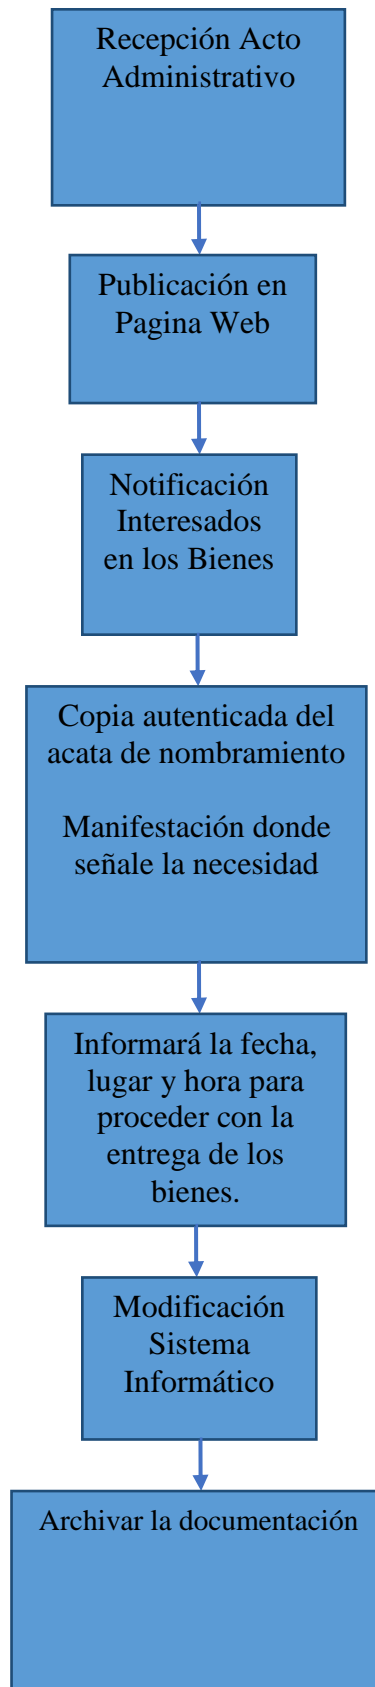 Recepción Acto
Administrativo
Publicación en
Pagina Web
Notificación
Interesados
en los Bienes
Copia autenticada del
acata de nombramiento
Manifestación donde
señale la necesidad
Informará la fecha,
lugar y hora para
proceder con la
entrega de los
bienes.
Modificación
Sistema
Informático
Archivar la documentación